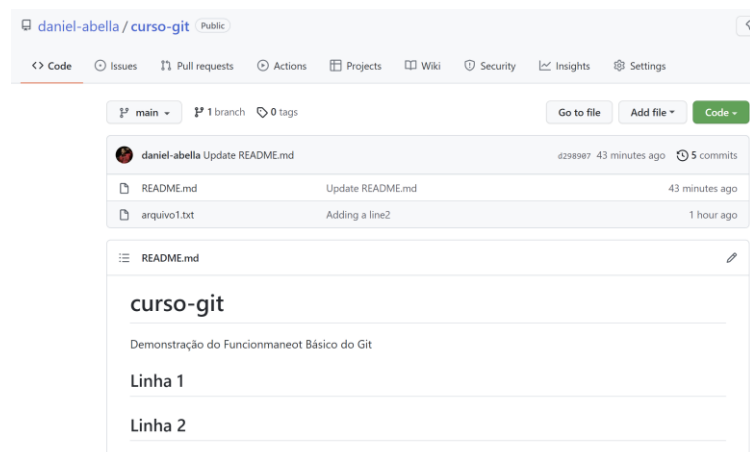 daniel-abella / curso-git Public
Code Issues Pull requests Actions Projects Wiki Security Insights Settings
main 1 branch 0 tags Go to file Add file Code
daniel-abella Update README.md d298907 43 minutes ago 5 commits
README.md Update README.md 43 minutes ago
arquivo1.txt Adding a line2 1 hour ago
README.md
curso-git
Demonstração do Funcionmaneot Básico do Git
Linha 1
Linha 2